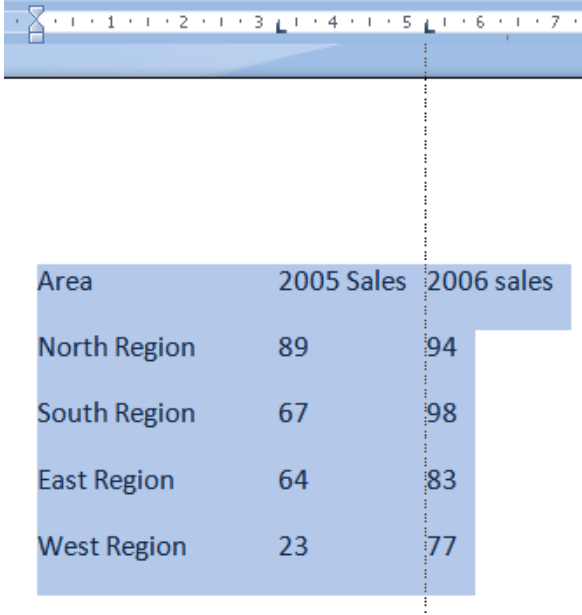 1 2 3 4 5 6 7
Area 2005 Sales 2006 sales
North Region 89 94
South Region 67 98
East Region 64 83
West Region 23 77